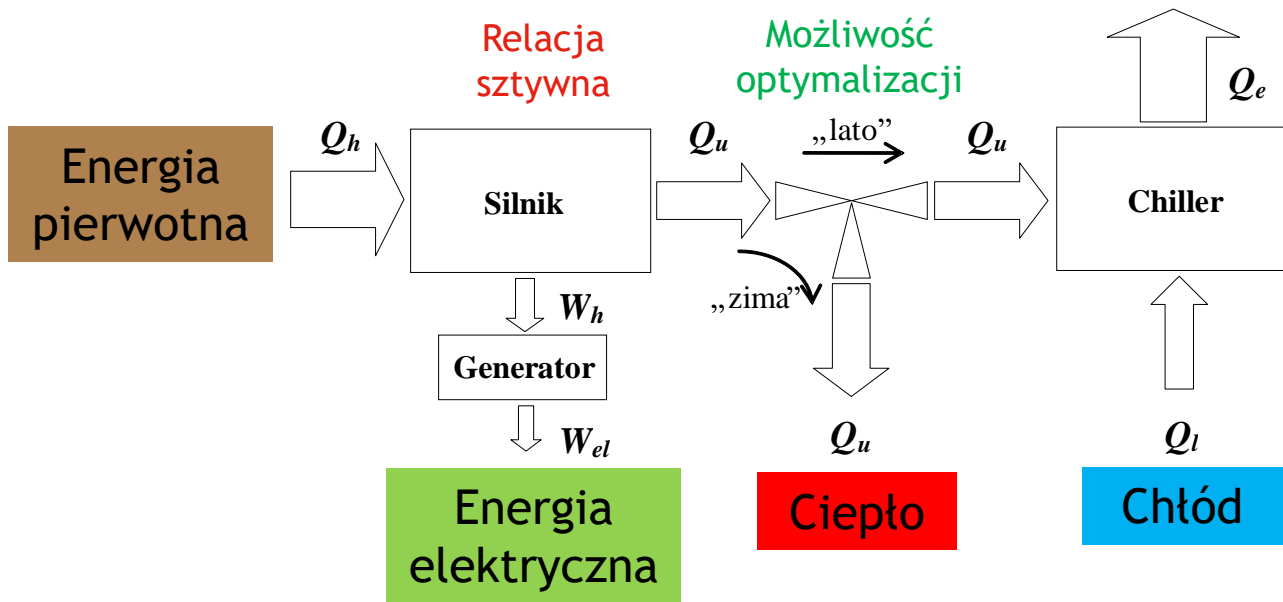 Relacja
sztywna
Możliwość
optymalizacji
Qe
Energia
pierwotna
Qh
Silnik
Qu
„lato”
Qu
Chiller
„zima”
Wh
Generator
Wel
Qu
Ql
Energia
elektryczna
Ciepło
Chłód